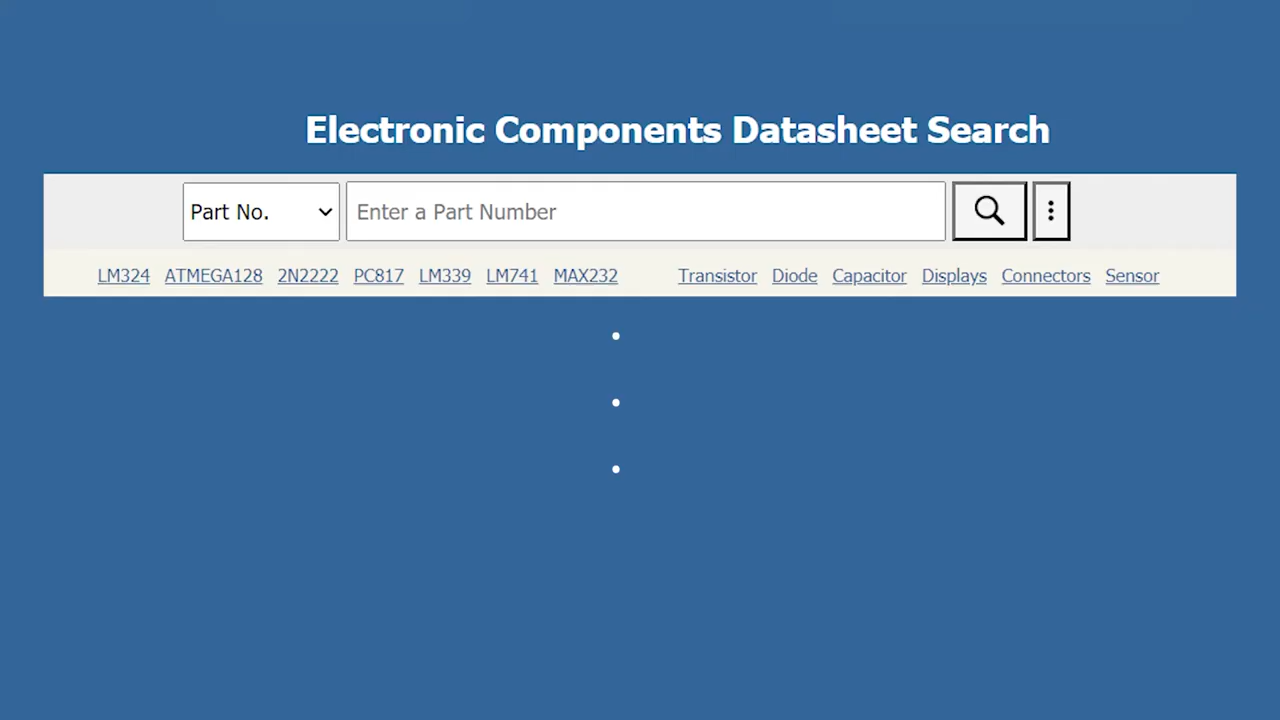 Electronic Components Datasheet Search
Part No. Enter a Part Number
LM324 ATMEGA128 2N2222 PC817 LM339 LM741 MAX232 Transistor Diode Capacitor Displays Connectors Sensor